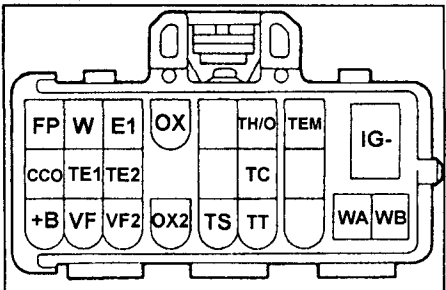 FP W E1 OX TH/O TEM IG-
CCO TE1 TE2 TC
+B VF VF2 OX2 TS TT WA WB